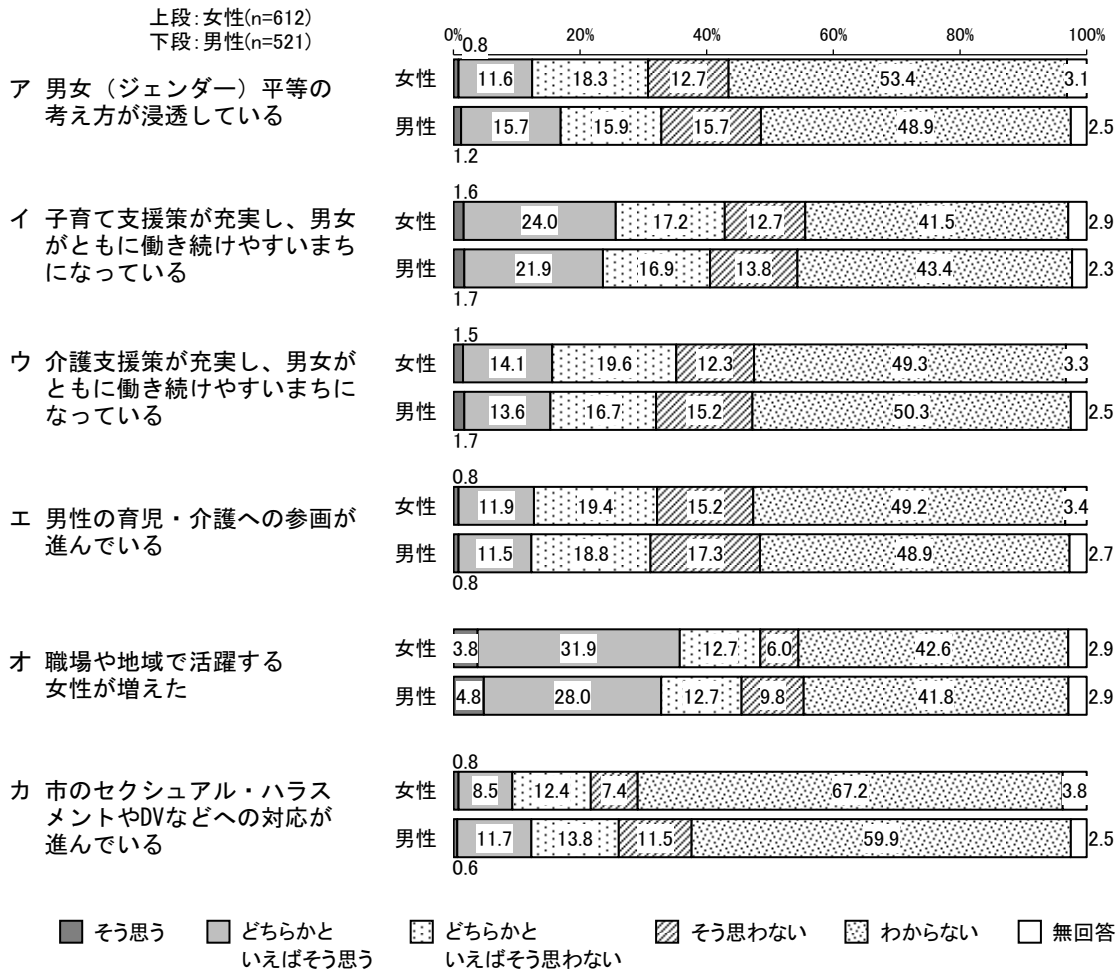 上段:女性(n=612)
下段:男性(n=521)
0% 20% 40% 60% 80% 100%
ア 男女（ジェンダー）平等の
考え方が浸透している
0.8
女性 11.6 18.3 12.7 53.4 3.1
男性 15.7 15.9 15.7 48.9 2.5
1.2
イ 子育て支援策が充実し、男女
がともに働き続けやすいまち
になっている
1.6
女性 24.0 17.2 12.7 41.5 2.9
男性 21.9 16.9 13.8 43.4 2.3
1.7
ウ 介護支援策が充実し、男女が
ともに働き続けやすいまちに
なっている
1.5
女性 14.1 19.6 12.3 49.3 3.3
男性 13.6 16.7 15.2 50.3 2.5
1.7
エ 男性の育児・介護への参画が
進んでいる
0.8
女性 11.9 19.4 15.2 49.2 3.4
男性 11.5 18.8 17.3 48.9 2.7
0.8
オ 職場や地域で活躍する
女性が増えた
女性 3.8 31.9 12.7 6.0 42.6 2.9
男性 4.8 28.0 12.7 9.8 41.8 2.9
カ 市のセクシュアル・ハラス
メントやDVなどへの対応が
進んでいる
0.8
女性 8.5 12.4 7.4 67.2 3.8
男性 11.7 13.8 11.5 59.9 2.5
0.6
そう思う
どちらかと
いえばそう思う
どちらかと
いえばそう思わない
そう思わない
わからない
無回答